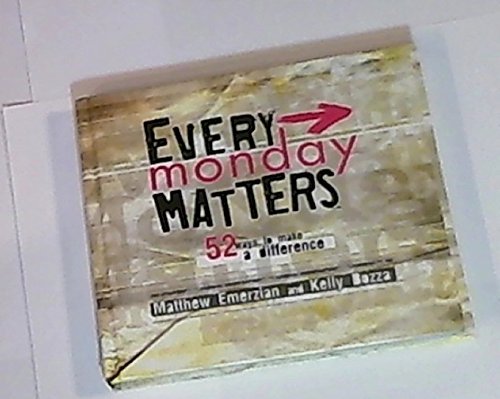 EVERY
monday
MATTERS
52 ways to make
a difference
Matthew Emerzian and Kelly Bozza